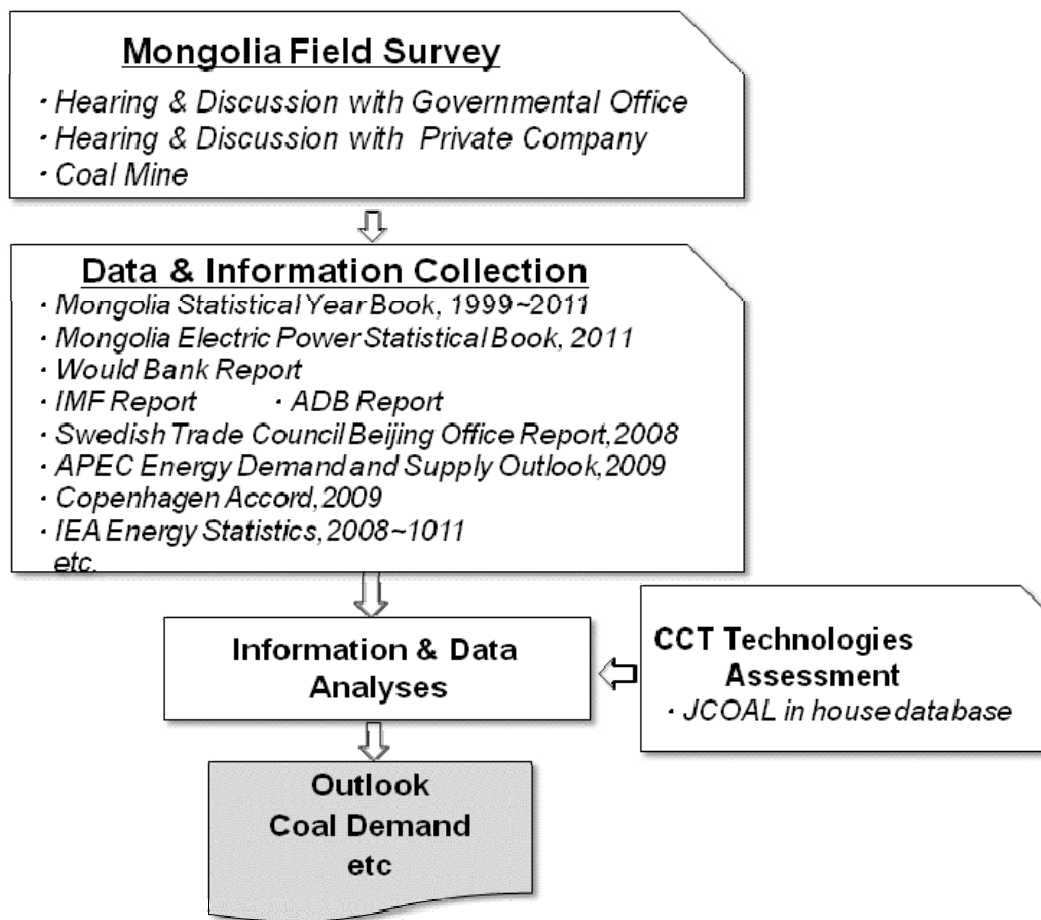 Mongolia Field Survey
· Hearing & Discussion with Governmental Office
· Hearing & Discussion with Private Company
· Coal Mine
Data & Information Collection
· Mongolia Statistical Year Book, 1999~2011
· Mongolia Electric Power Statistical Book, 2011
· Would Bank Report
· IMF Report · ADB Report
· Swedish Trade Council Beijing Office Report,2008
· APEC Energy Demand and Supply Outlook,2009
· Copenhagen Accord,2009
· IEA Energy Statistics,2008~1011
etc.
Information & Data
Analyses
CCT Technologies
Assessment
· JCOAL in house database
Outlook
Coal Demand
etc